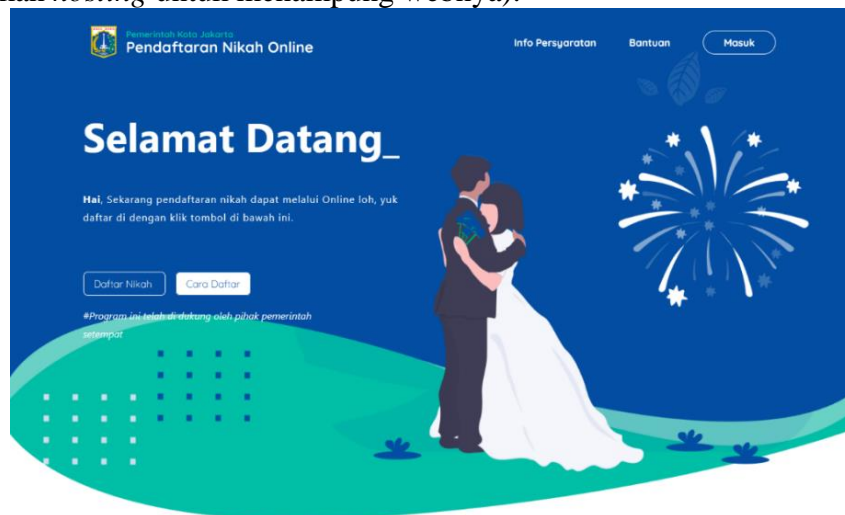 hosting untuk menampung webnya).
Pemerintah Kota Jakarta
Pendaftaran Nikah Online
Info Persyaratan
Bantuan
Masuk
Selamat Datang_
Hai, Sekarang pendaftaran nikah dapat melalui Online loh, yuk
daftar di dengan klik tombol di bawah ini.
Daftar Nikah
Cara Daftar
#Program ini telah di dukung oleh pihak pemerintah
setempat